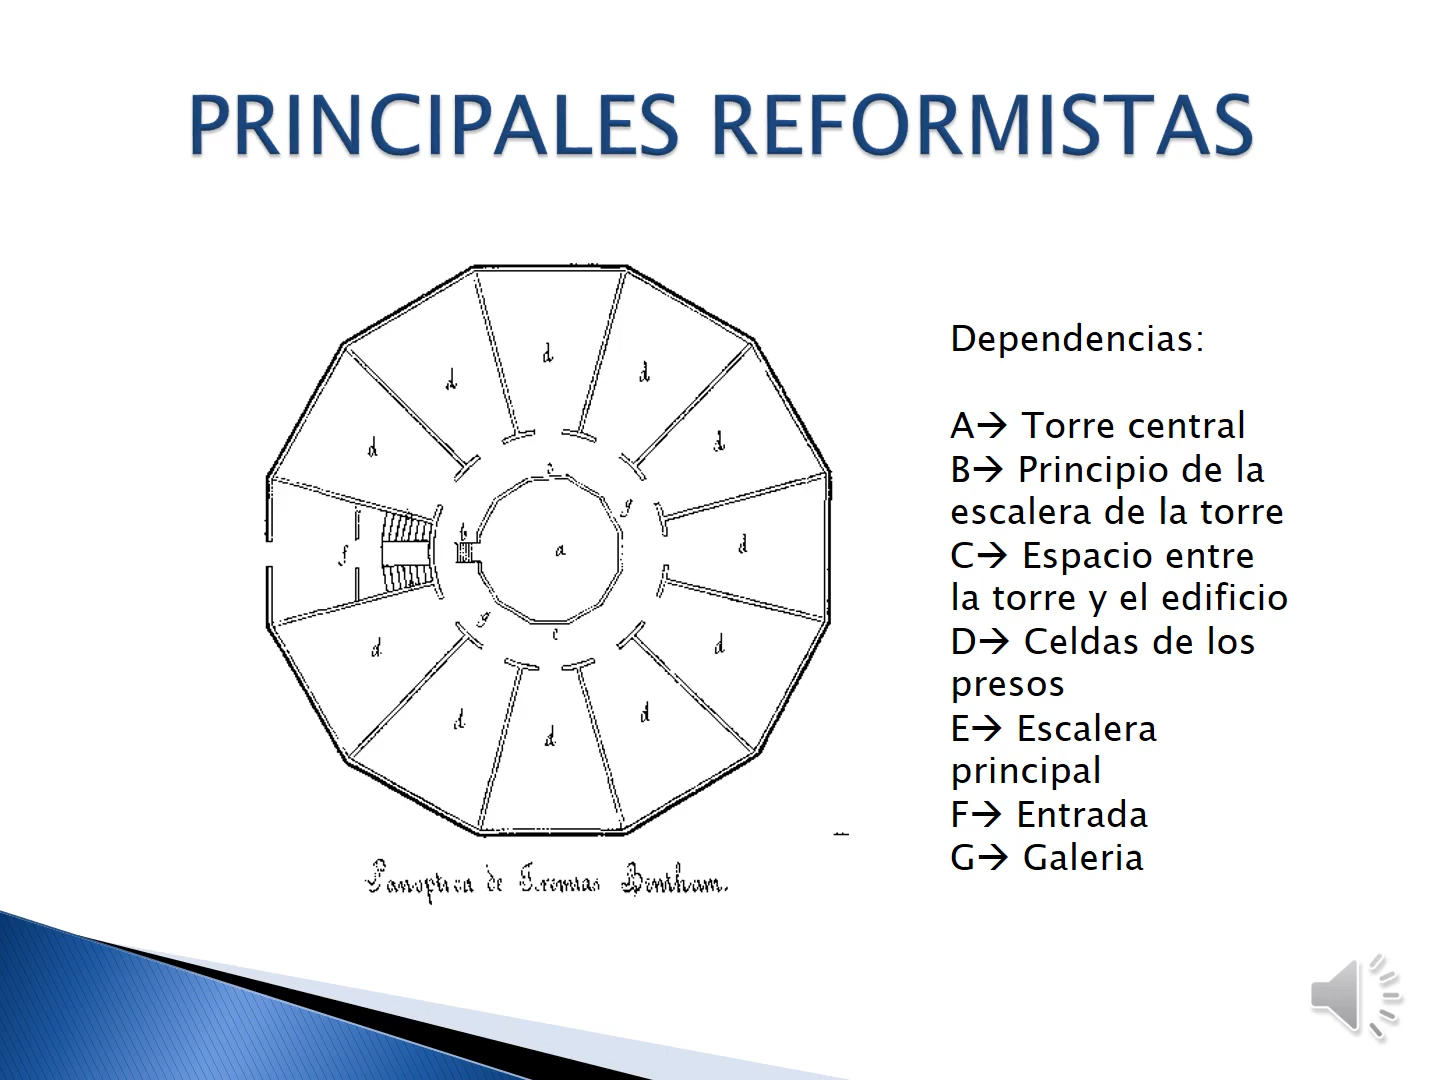 PRINCIPALES REFORMISTAS
d
d
d
d
d
d
d
d
d
d
d
f
b
g
a
g
c
Panoptica de Jeremias Bentham.
Dependencias:
A→ Torre central
B→ Principio de la
escalera de la torre
C→ Espacio entre
la torre y el edificio
D→ Celdas de los
presos
E→ Escalera
principal
F→ Entrada
G→ Galeria